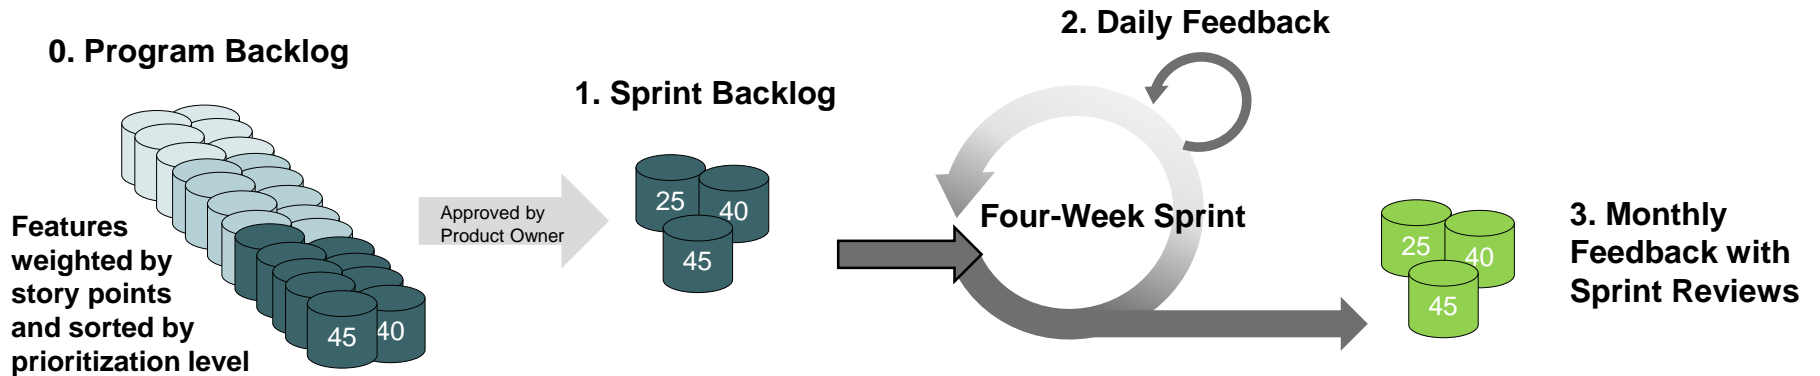 0. Program Backlog
Features
weighted by
story points
and sorted by
prioritization level
45
40
Approved by
Product Owner
1. Sprint Backlog
25
40
45
2. Daily Feedback
Four-Week Sprint
25
40
45
3. Monthly
Feedback with
Sprint Reviews